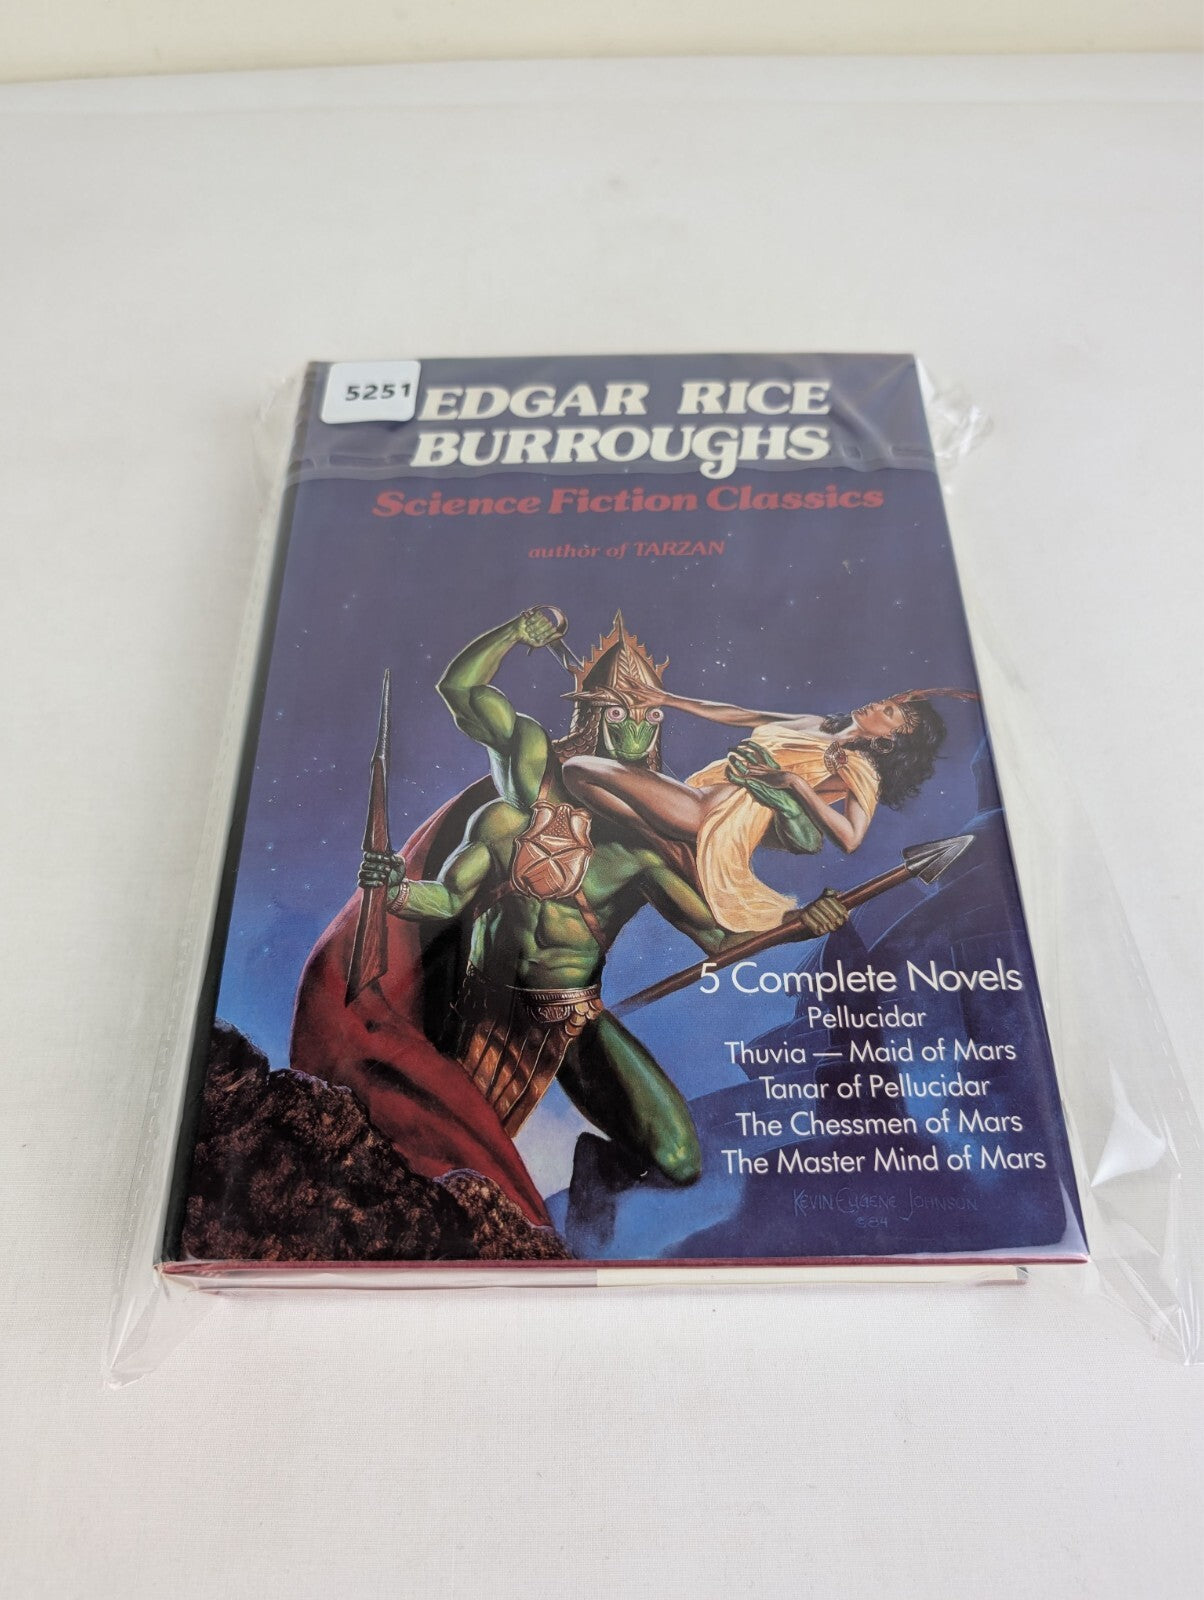 5251
EDGAR RICE
BURROUGHS
Science Fiction Classics
author of TARZAN
5 Complete Novels
Pellucidar
Thuvia — Maid of Mars
Tanar of Pellucidar
The Chessmen of Mars
The Master Mind of Mars
KEVIN EUGENE JOHNSON
©84